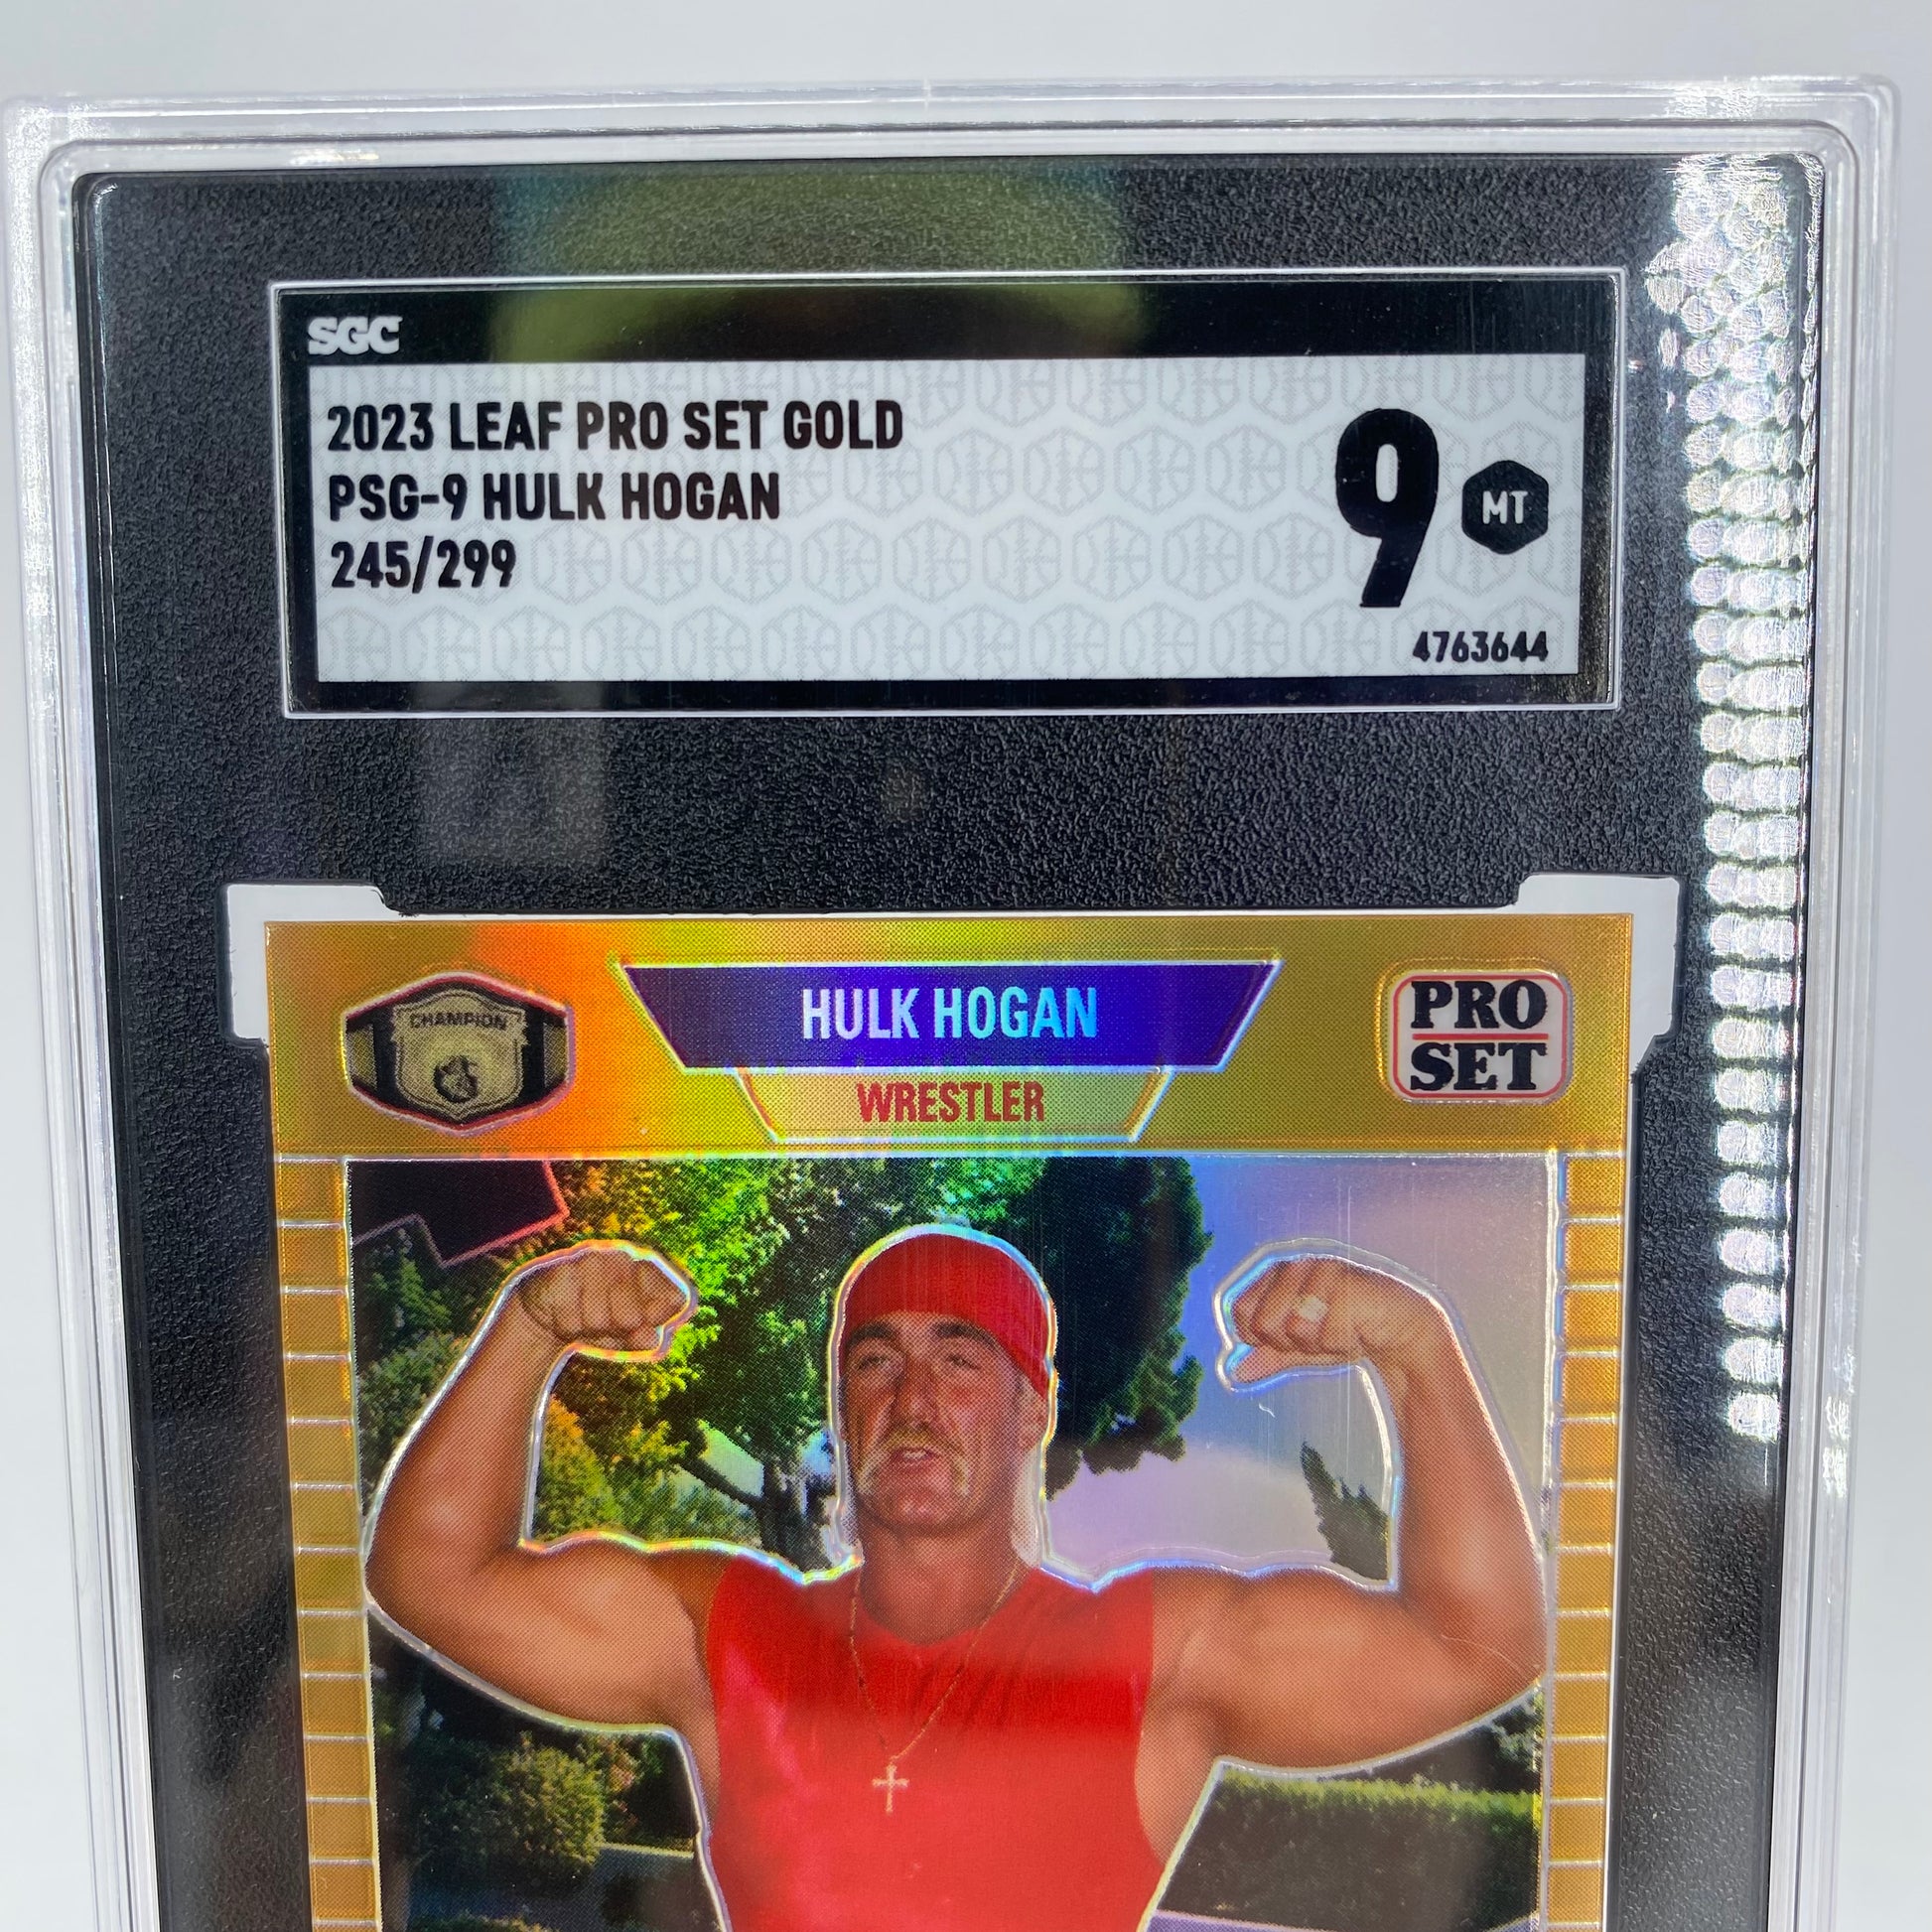 SGC
2023 LEAF PRO SET GOLD
PSG-9 HULK HOGAN
245/299
9 MT
4763644
CHAMPION
HULK HOGAN
WRESTLER
PRO
SET